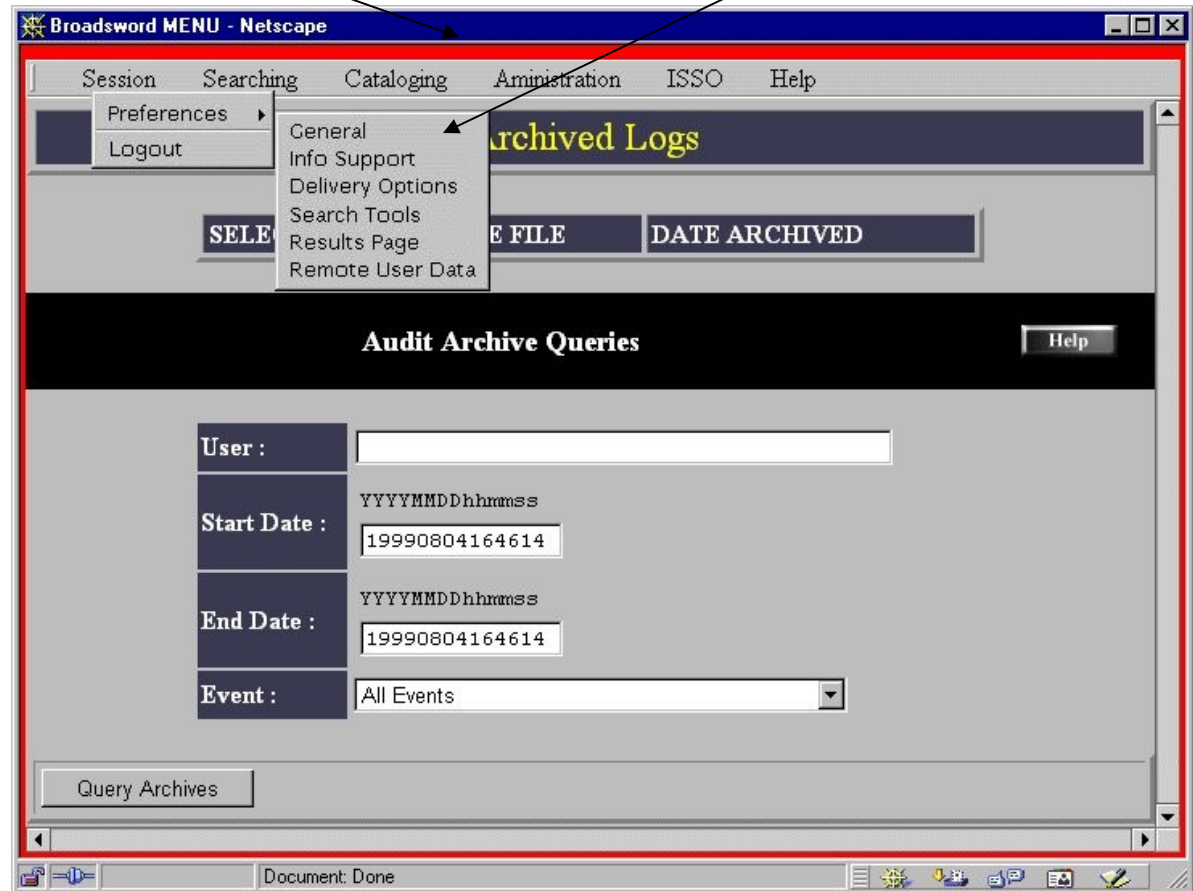 Broadsword MENU - Netscape
Session Searching Cataloging Aministration ISSO Help
Preferences
Logout
General
Info Support
Delivery Options
Search Tools
Results Page
Remote User Data
Archived Logs
SELE E FILE DATE ARCHIVED
Audit Archive Queries
Help
User :
YYYYMMDDhhmmss
Start Date :
19990804164614
YYYYMMDDhhmmss
End Date :
19990804164614
Event :
All Events
Query Archives
Document: Done